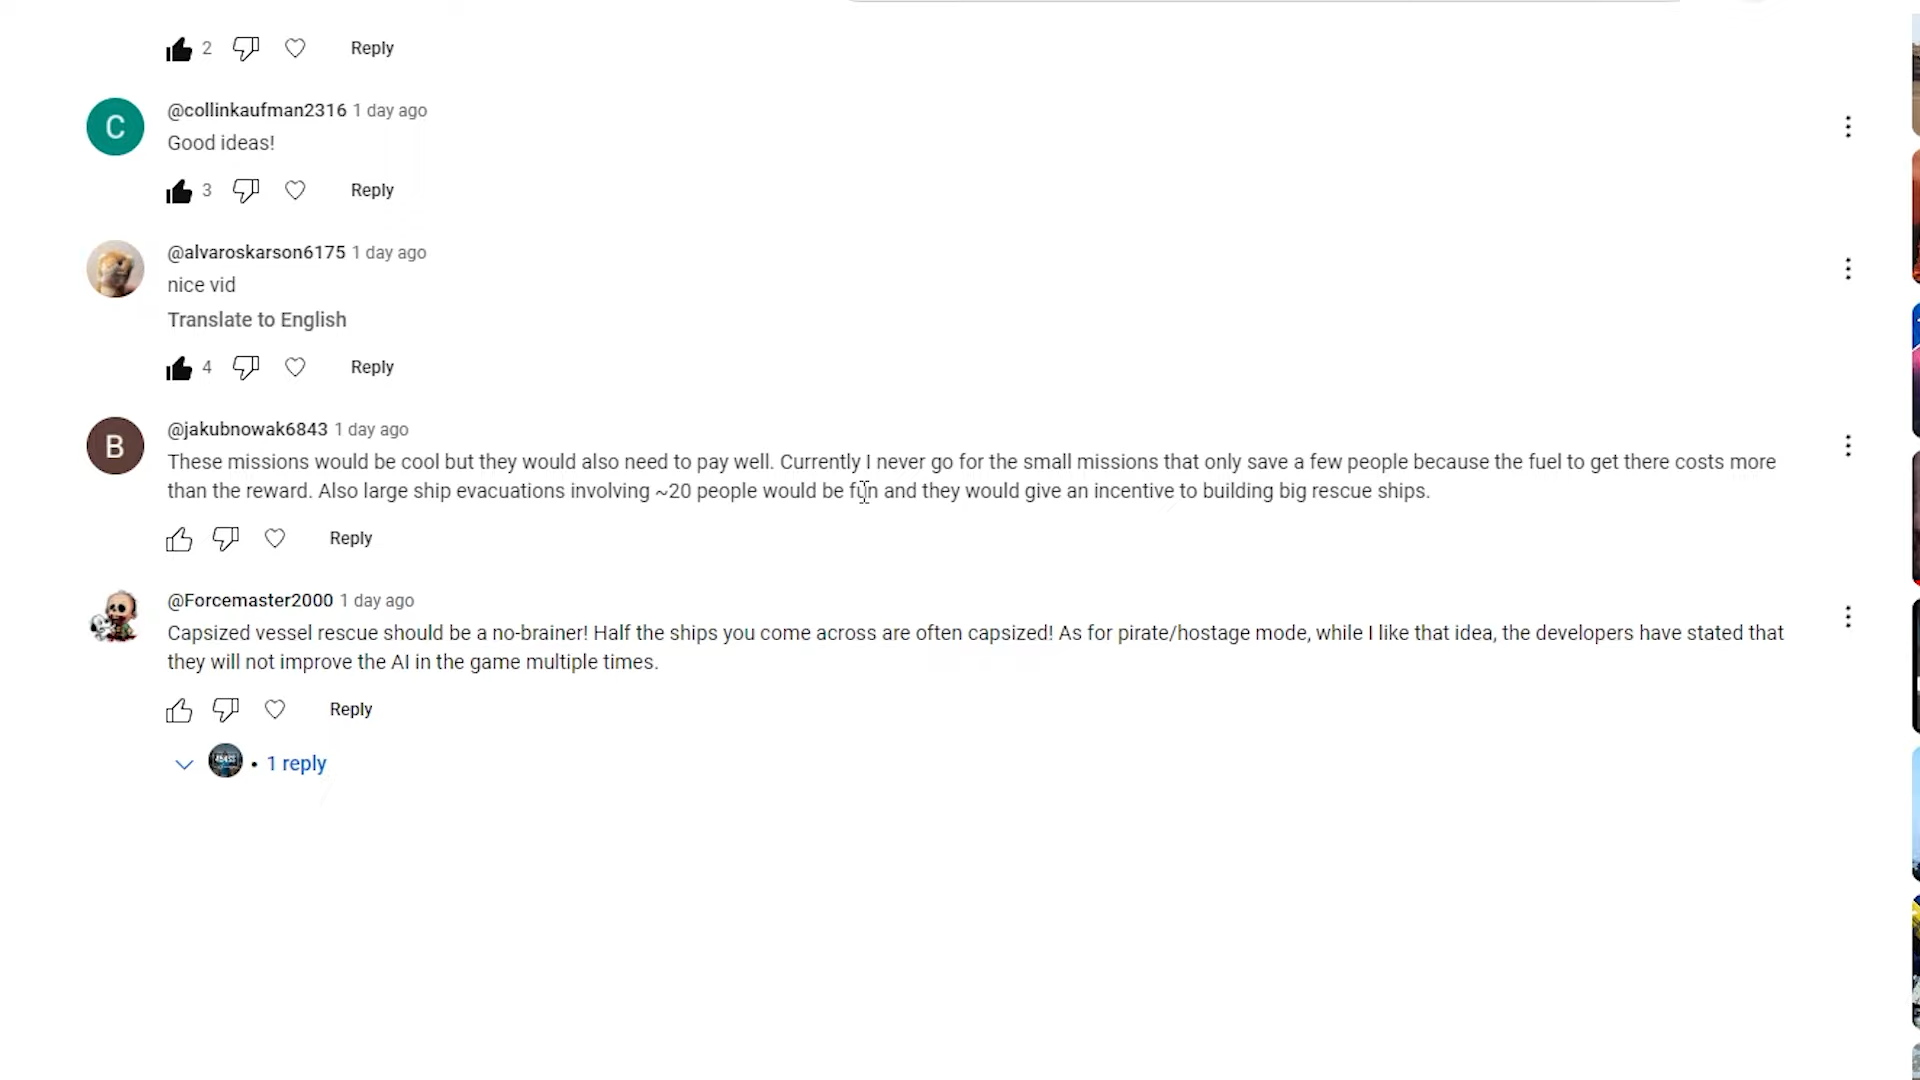 2 Reply
@collinkaufman2316 1 day ago
C
Good ideas!
3 Reply
@alvaroskarson6175 1 day ago
nice vid
Translate to English
4 Reply
@jakubnowak6843 1 day ago
B
These missions would be cool but they would also need to pay well. Currently I never go for the small missions that only save a few people because the fuel to get there costs more
than the reward. Also large ship evacuations involving ~20 people would be fun and they would give an incentive to building big rescue ships.
Reply
@Forcemaster2000 1 day ago
Capsized vessel rescue should be a no-brainer! Half the ships you come across are often capsized! As for pirate/hostage mode, while I like that idea, the developers have stated that
they will not improve the AI in the game multiple times.
Reply
• 1 reply